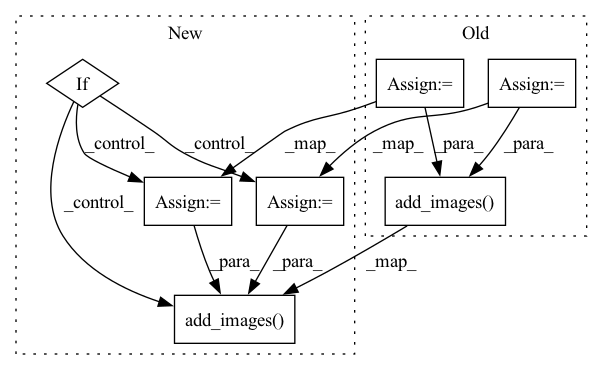 New
Old
If
Assign:=
Assign:=
_control_
_control_
_map_
_map_
_para_
_para_
_control_
Assign:=
Assign:=
add_images()
_para_
_para_
_map_
add_images()